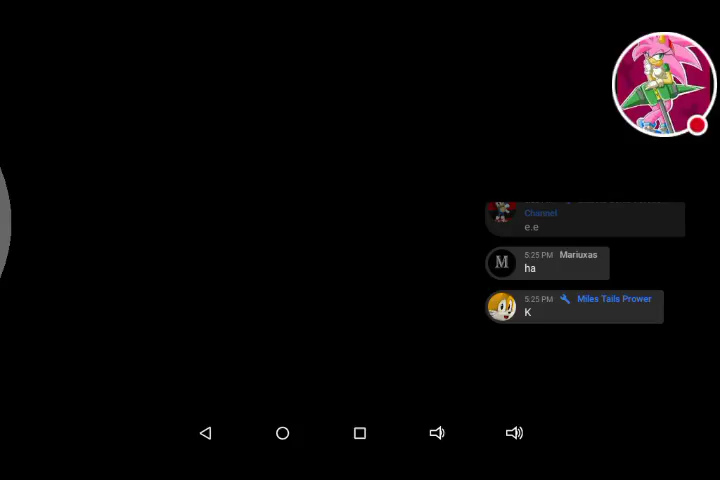 Channel
e.e
5:25 PM Mariuxas
ha
5:25 PM Miles Tails Prower
K